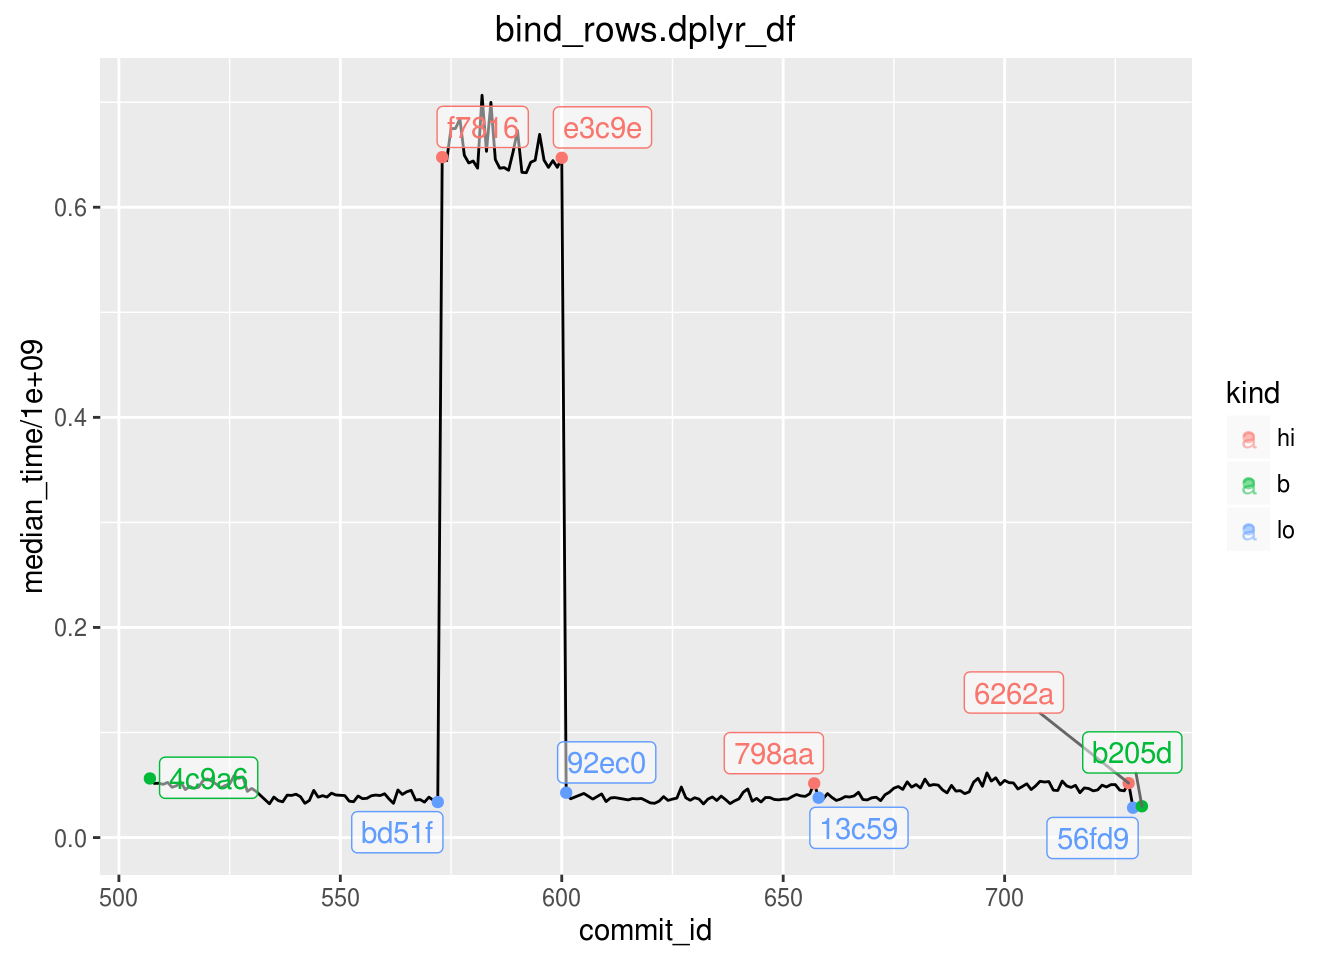 bind_rows.dplyr_df
f7816
e3c9e
0.6
0.4
0.2
0.0
median_time/1e+09
kind
a hi
a b
a lo
6262a
b205d
798aa
92ec0
4c9a6
bd51f
13c59
56fd9
500 550 600 650 700
commit_id